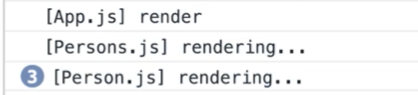 [App.js] render
[Persons.js] rendering...
3 [Person.js] rendering...